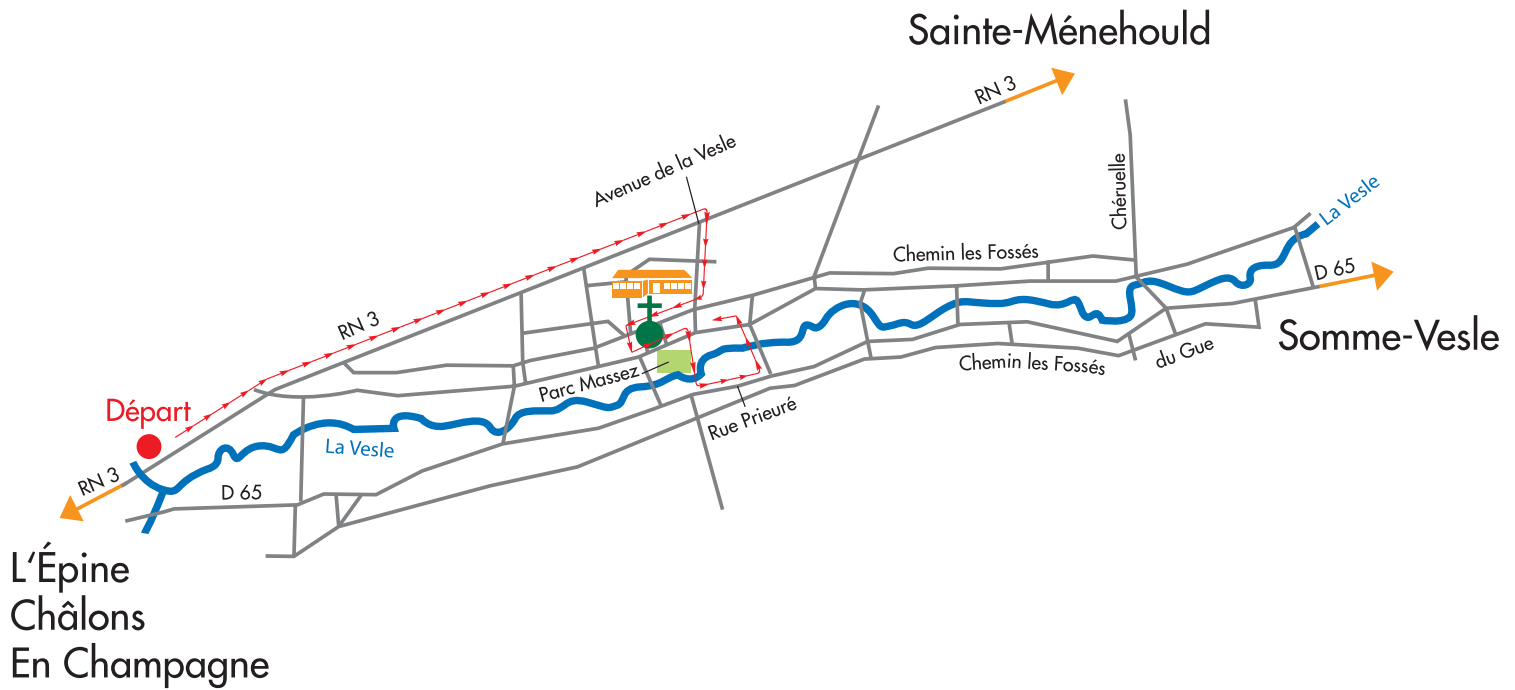 Sainte-Ménehould
RN 3
Avenue de la Vesle
Chéruelle
La Vesle
Chemin les Fossés
D 65
RN 3
Somme-Vesle
Chemin les Fossés
du Gue
Parc Massez
Rue Prieuré
Départ
La Vesle
RN 3
D 65
L‘Épine
Châlons
En Champagne